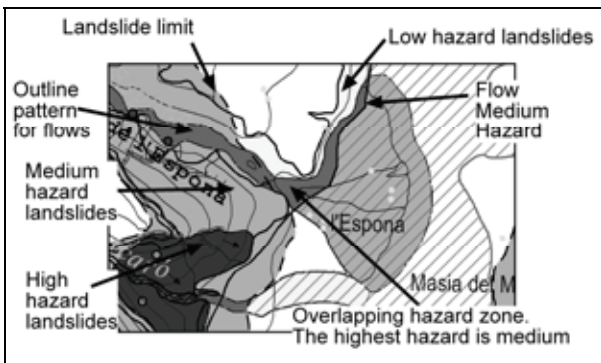 Landslide limit
Low hazard landslides
Outline
pattern
for flows
Flow
Medium
Hazard
l'Espona
Medium
hazard
landslides
l'Espona
High
hazard
landslides
Masia de M
Overlapping hazard zone.
The highest hazard is medium